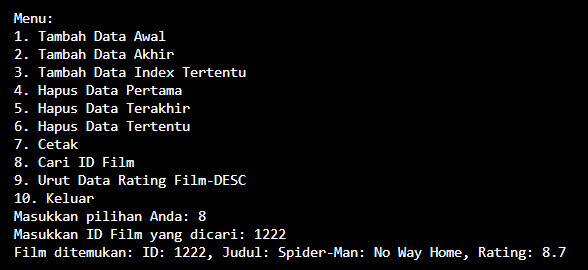 Menu:
1. Tambah Data Awal
2. Tambah Data Akhir
3. Tambah Data Index Tertentu
4. Hapus Data Pertama
5. Hapus Data Terakhir
6. Hapus Data Tertentu
7. Cetak
8. Cari ID Film
9. Urut Data Rating Film-DESC
10. Keluar
Masukkan pilihan Anda: 8
Masukkan ID Film yang dicari: 1222
Film ditemukan: ID: 1222, Judul: Spider-Man: No Way Home, Rating: 8.7